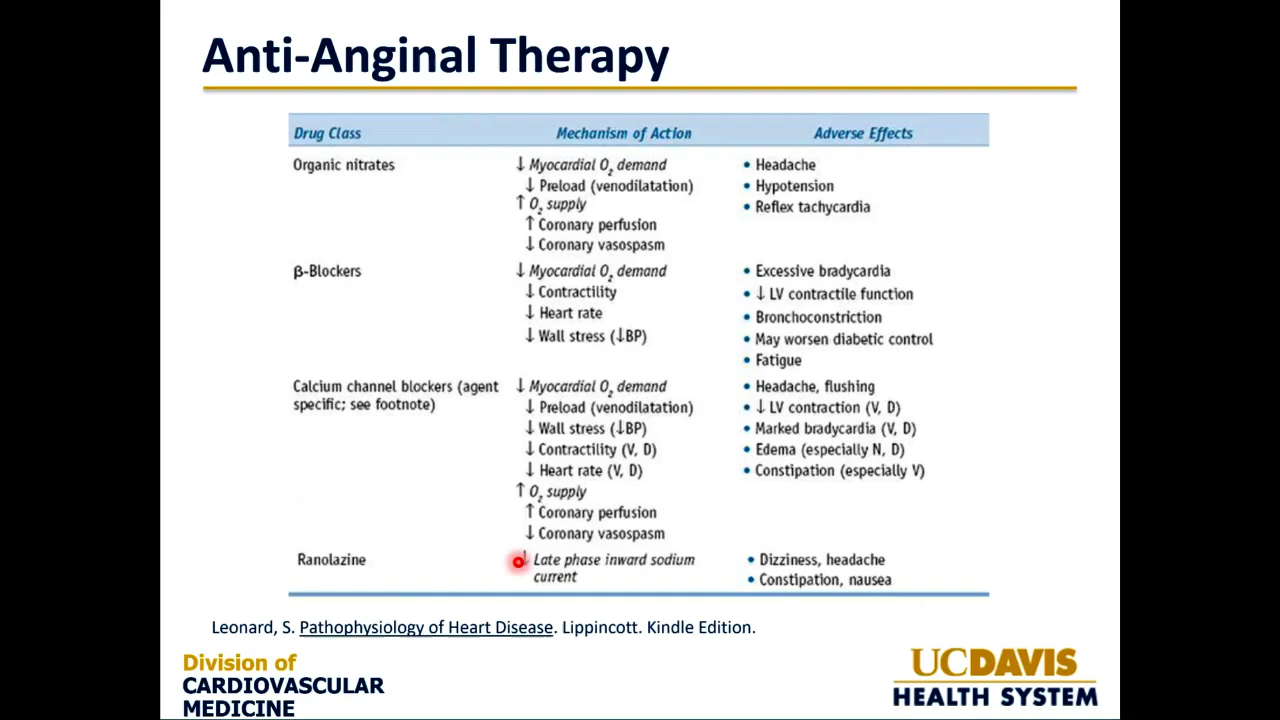 Anti-Anginal Therapy
Drug Class Mechanism of Action Adverse Effects
Organic nitrates ↓ Myocardial O₂ demand • Headache
↓ Preload (venodilatation) • Hypotension
↑ O₂ supply • Reflex tachycardia
↑ Coronary perfusion
↓ Coronary vasospasm
β-Blockers ↓ Myocardial O₂ demand • Excessive bradycardia
↓ Contractility • ↓ LV contractile function
↓ Heart rate • Bronchoconstriction
↓ Wall stress (↓BP) • May worsen diabetic control
• Fatigue
Calcium channel blockers (agent ↓ Myocardial O₂ demand • Headache, flushing
specific; see footnote) ↓ Preload (venodilatation) • ↓ LV contraction (V, D)
↓ Wall stress (↓BP) • Marked bradycardia (V, D)
↓ Contractility (V, D) • Edema (especially N, D)
↓ Heart rate (V, D) • Constipation (especially V)
↑ O₂ supply
↑ Coronary perfusion
↓ Coronary vasospasm
Ranolazine ↓ Late phase inward sodium • Dizziness, headache
current • Constipation, nausea
Leonard, S. Pathophysiology of Heart Disease. Lippincott. Kindle Edition.
Division of
CARDIOVASCULAR
MEDICINE
UCDAVIS
HEALTH SYSTEM